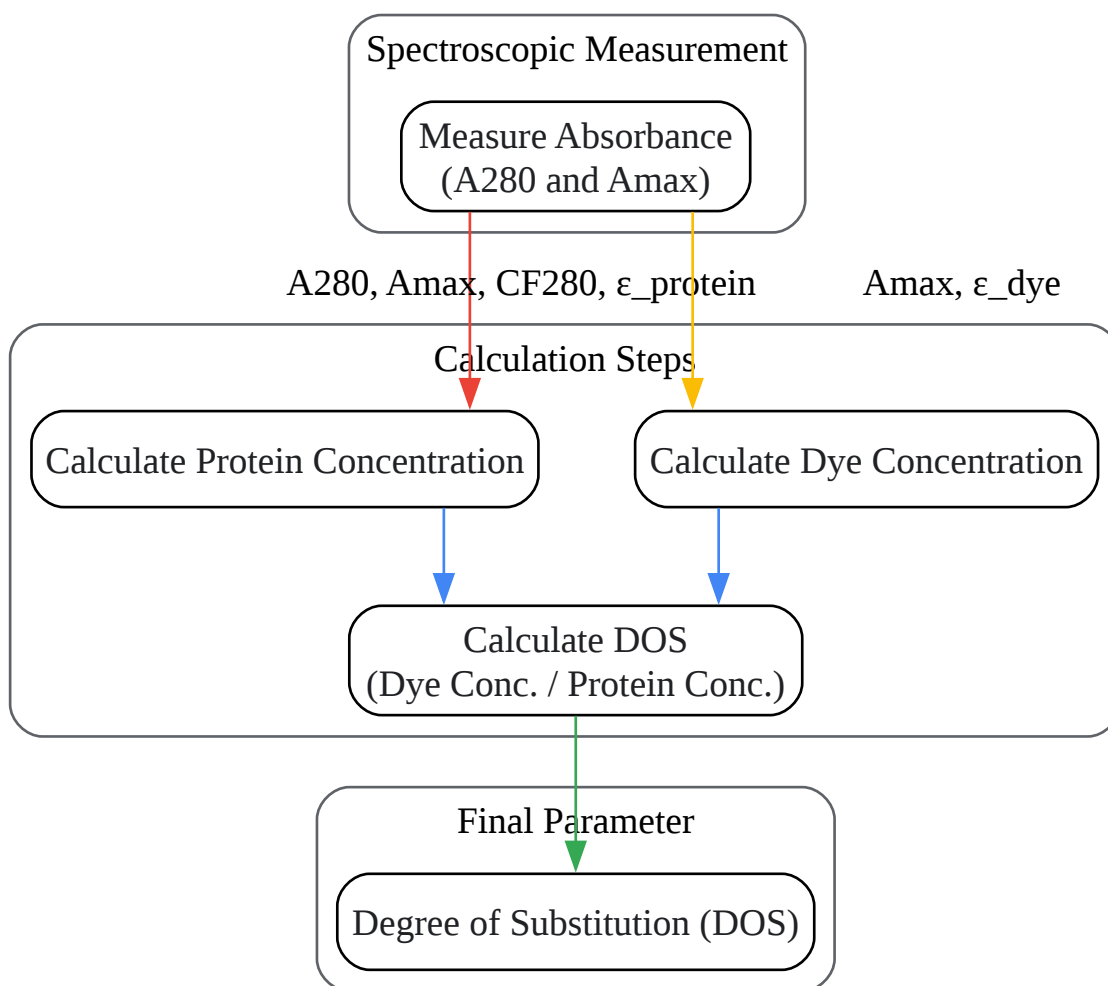 Spectroscopic Measurement
Measure Absorbance
(A280 and Amax)
A280, Amax, CF280, ε_protein
Amax, ε_dye
Calculation Steps
Calculate Protein Concentration
Calculate Dye Concentration
Calculate DOS
(Dye Conc. / Protein Conc.)
Final Parameter
Degree of Substitution (DOS)